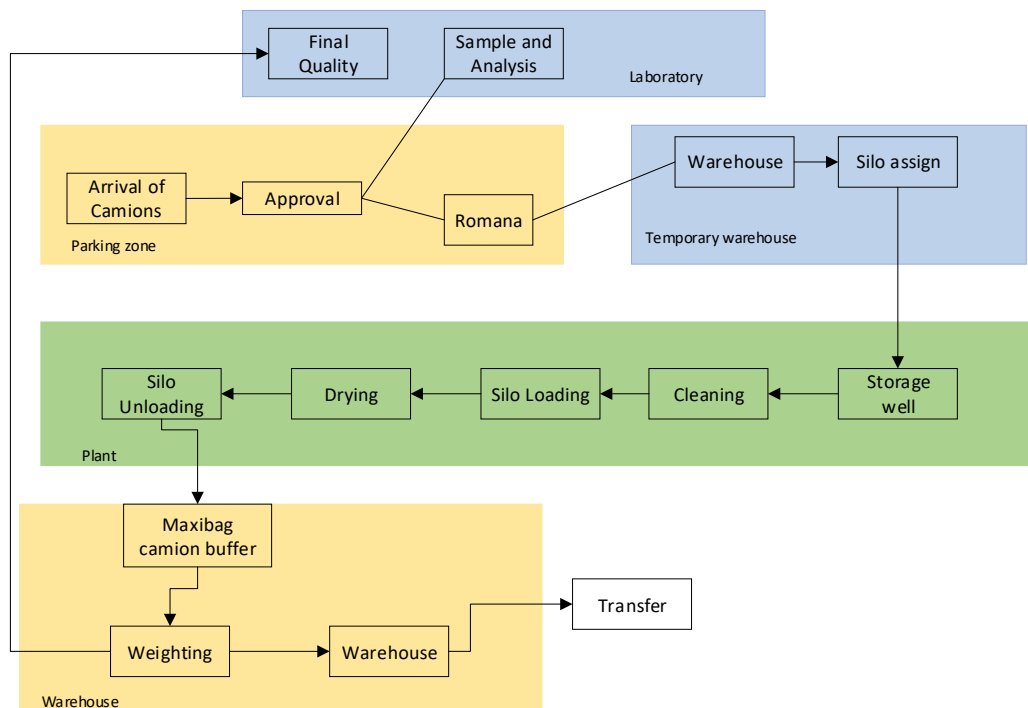 Final
Quality
Sample and
Analysis
Laboratory
Arrival of
Camions
Approval
Romana
Parking zone
Warehouse
Silo assign
Temporary warehouse
Silo
Unloading
Drying
Silo Loading
Cleaning
Storage
well
Plant
Maxibag
camion buffer
Weighting
Warehouse
Transfer
Warehouse